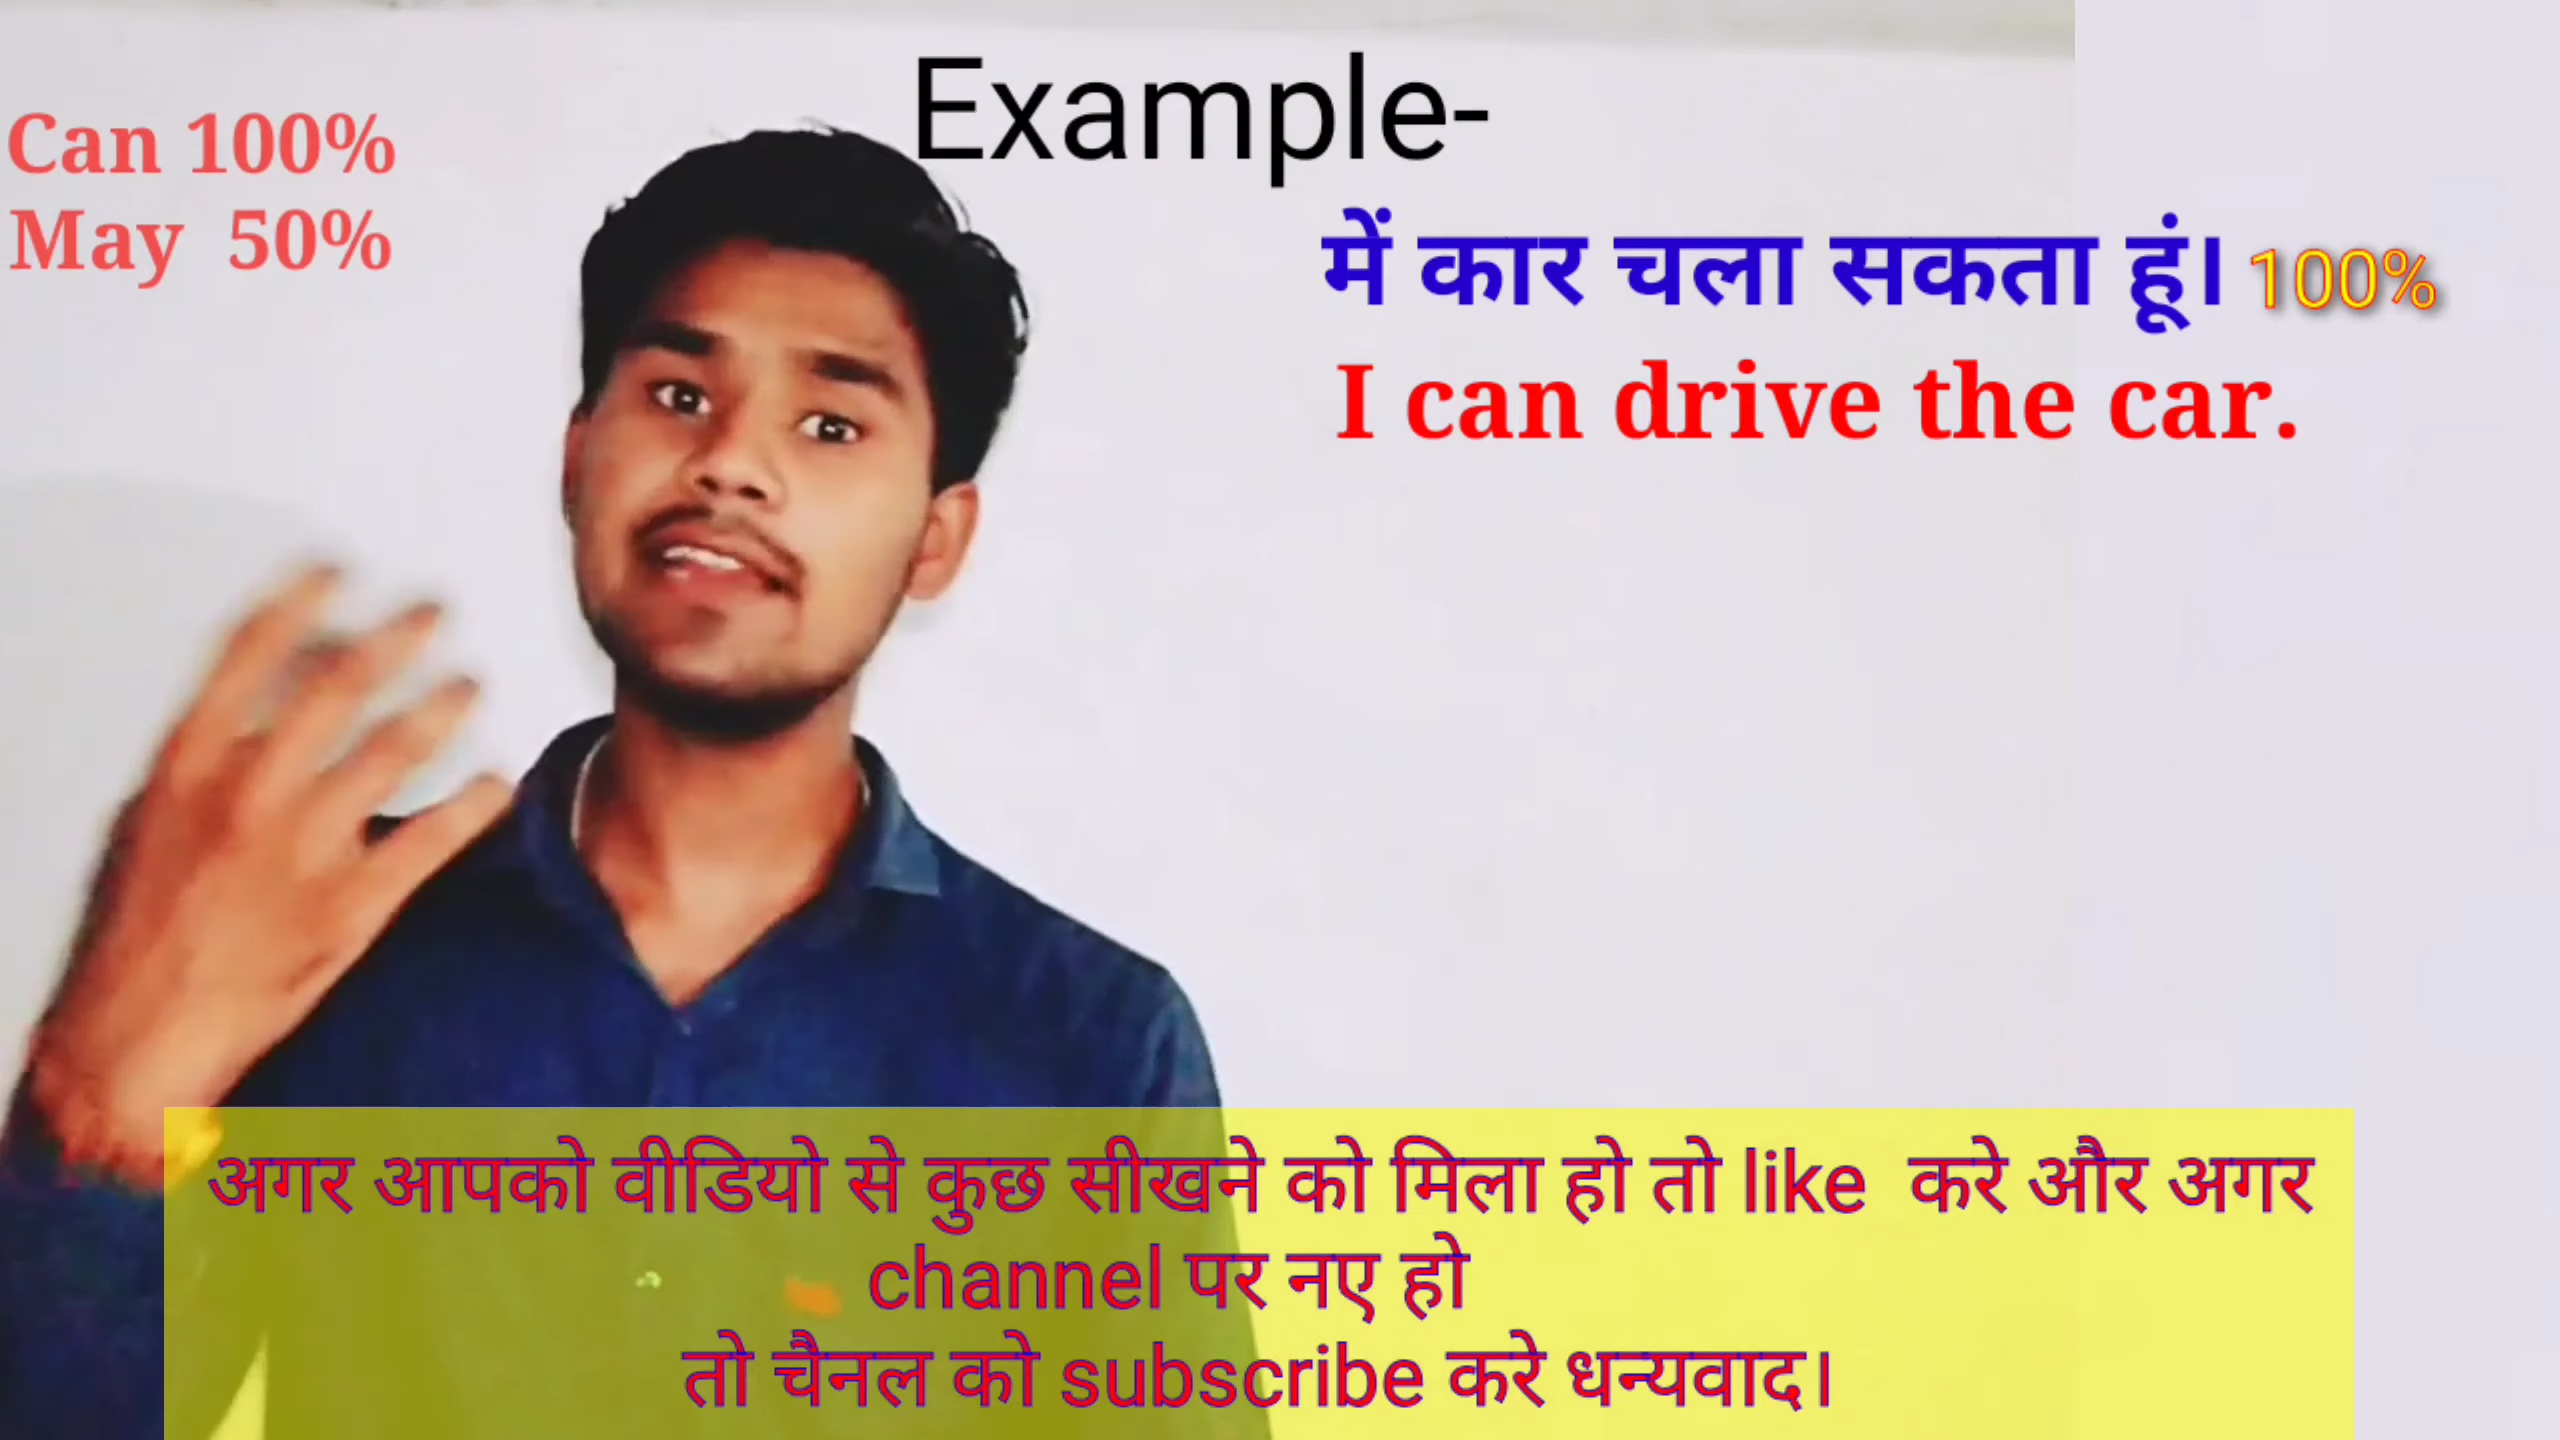 Example-
Can 100%
May 50%
में कार चला सकता हूं। 100%
I can drive the car.
अगर आपको वीडियो से कुछ सीखने को मिला हो तो like करे और अगर
channel पर नए हो
तो चैनल को subscribe करे धन्यवाद।